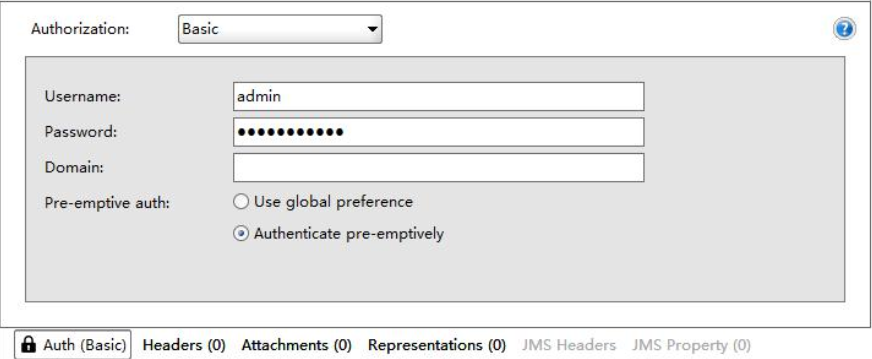 Authorization: Basic
?
Username: admin
Password: ●●●●●●●●●●●
Domain:
Pre-emptive auth: Use global preference
Authenticate pre-emptively
Auth (Basic) Headers (0) Attachments (0) Representations (0) JMS Headers JMS Property (0)